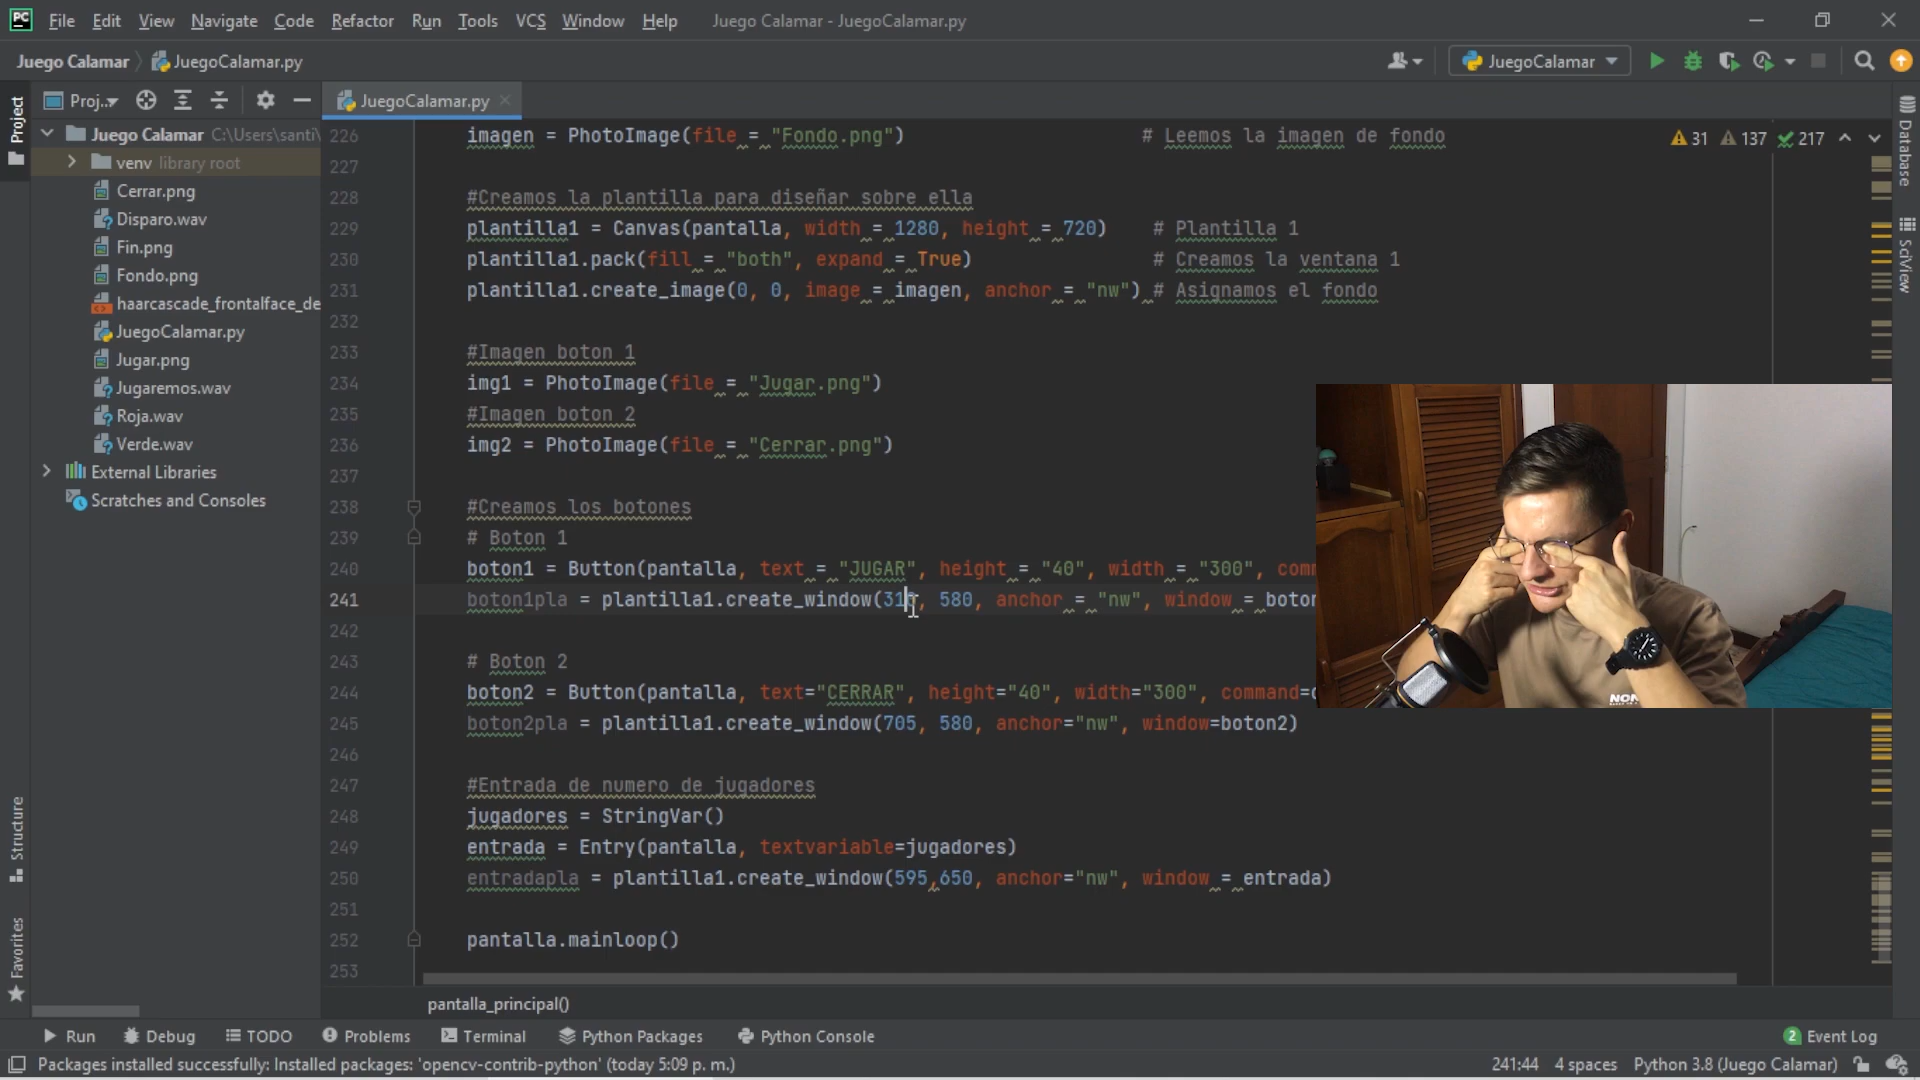 PC File Edit View Navigate Code Refactor Run Tools VCS Window Help Juego Calamar - JuegoCalamar.py
Juego Calamar JuegoCalamar.py JuegoCalamar
Project
Proj..
JuegoCalamar.py
Juego Calamar C:\Users\santi\
venv library root
Cerrar.png
Disparo.wav
Fin.png
Fondo.png
haarcascade_frontalface_de
JuegoCalamar.py
Jugar.png
Jugaremos.wav
Roja.wav
Verde.wav
External Libraries
Scratches and Consoles
Structure
Favorites
31 137 217
226 imagen = PhotoImage(file = "Fondo.png") # Leemos la imagen de fondo
227
228 #Creamos la plantilla para diseñar sobre ella
229 plantilla1 = Canvas(pantalla, width = 1280, height = 720) # Plantilla 1
230 plantilla1.pack(fill = "both", expand = True) # Creamos la ventana 1
231 plantilla1.create_image(0, 0, image = imagen, anchor = "nw") # Asignamos el fondo
232
233 #Imagen boton 1
234 img1 = PhotoImage(file = "Jugar.png")
235 #Imagen boton 2
236 img2 = PhotoImage(file = "Cerrar.png")
237
238 #Creamos los botones
239 # Boton 1
240 boton1 = Button(pantalla, text = "JUGAR", height = "40", width = "300", com
241 boton1pla = plantilla1.create_window(31 , 580, anchor = "nw", window = boton
242
243 # Boton 2
244 boton2 = Button(pantalla, text="CERRAR", height="40", width="300", command=
245 boton2pla = plantilla1.create_window(705, 580, anchor="nw", window=boton2)
246
247 #Entrada de numero de jugadores
248 jugadores = StringVar()
249 entrada = Entry(pantalla, textvariable=jugadores)
250 entradapla = plantilla1.create_window(595,650, anchor="nw", window = entrada)
251
252 pantalla.mainloop()
253
Database
SciView
NON
pantalla_principal()
Run Debug TODO Problems Terminal Python Packages Python Console 2 Event Log
Packages installed successfully: Installed packages: 'opencv-contrib-python' (today 5:09 p. m.) 241:44 4 spaces Python 3.8 (Juego Calamar)